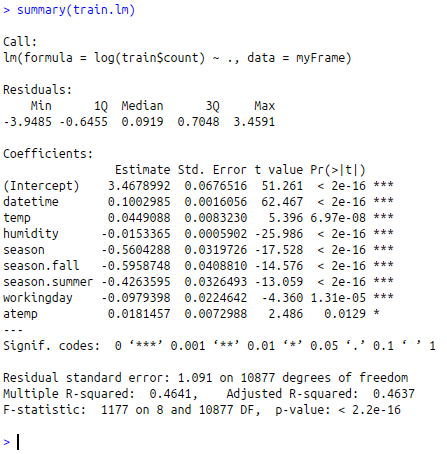 > summary(train.lm)
Call:
lm(formula = log(train$count) ~ ., data = myFrame)
Residuals:
    Min      1Q  Median      3Q     Max
-3.9485 -0.6455  0.0919  0.7048  3.4591
Coefficients:
                Estimate Std. Error t value Pr(>|t|)
(Intercept)    3.4678992  0.0676516  51.261  < 2e-16 ***
datetime       0.1002985  0.0016056  62.467  < 2e-16 ***
temp           0.0449088  0.0083230   5.396 6.97e-08 ***
humidity      -0.0153365  0.0005902 -25.986  < 2e-16 ***
season        -0.5604288  0.0319726 -17.528  < 2e-16 ***
season.fall   -0.5958748  0.0408810 -14.576  < 2e-16 ***
season.summer -0.4263595  0.0326493 -13.059  < 2e-16 ***
workingday    -0.0979398  0.0224642  -4.360 1.31e-05 ***
atemp          0.0181457  0.0072988   2.486   0.0129 *
---
Signif. codes:  0 ‘***’ 0.001 ‘**’ 0.01 ‘*’ 0.05 ‘.’ 0.1 ‘ ’ 1
Residual standard error: 1.091 on 10877 degrees of freedom
Multiple R-squared:  0.4641,    Adjusted R-squared:  0.4637
F-statistic:  1177 on 8 and 10877 DF,  p-value: < 2.2e-16
>